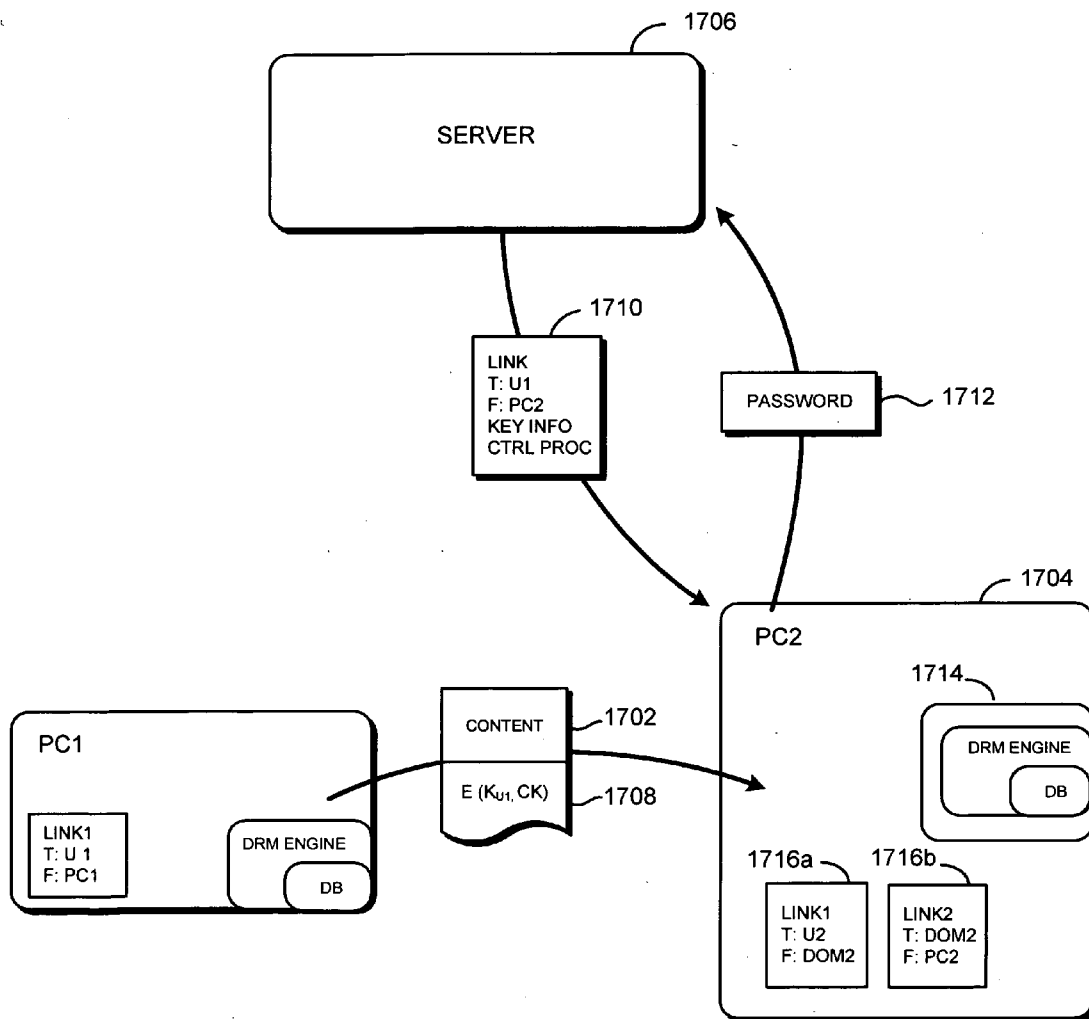 1706
SERVER
1710
LINK
T: U1
F: PC2
KEY INFO
CTRL PROC
PASSWORD
1712
1704
PC2
1714
DRM ENGINE
DB
PC1
LINK1
T: U 1
F: PC1
DRM ENGINE
DB
CONTENT
1702
E (KU1, CK)
1708
1716a
LINK1
T: U2
F: DOM2
1716b
LINK2
T: DOM2
F: PC2